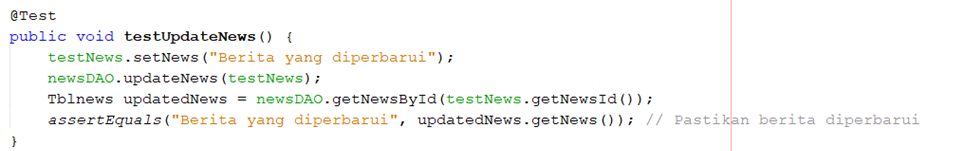 @Test
public void testUpdateNews() {
    testNews.setNews("Berita yang diperbarui");
    newsDAO.updateNews(testNews);
    Tblnews updatedNews = newsDAO.getNewsById(testNews.getNewsId());
    assertEquals("Berita yang diperbarui", updatedNews.getNews()); // Pastikan berita diperbarui
}